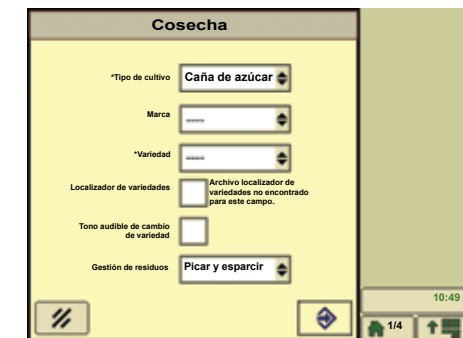 Cosecha
*Tipo de cultivo
Caña de azúcar
Marca
----
*Variedad
----
Localizador de variedades
Archivo localizador de
variedades no encontrado
para este campo.
Tono audible de cambio
de variedad
Gestión de residuos
Picar y esparcir
10:49
1/4